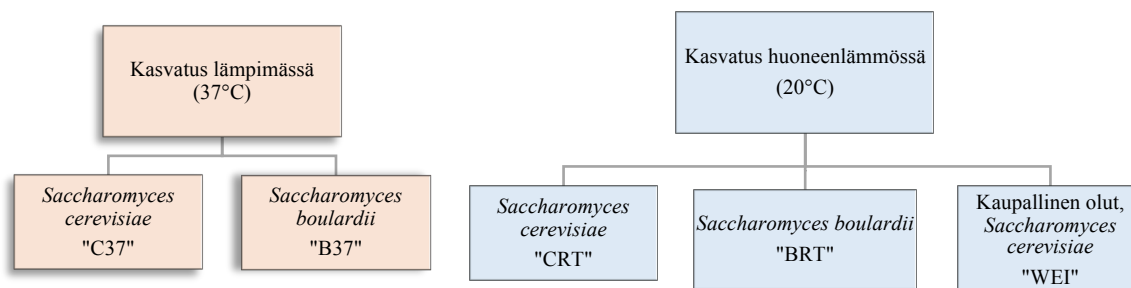 Kasvatus lämpimässä
(37°C)
Saccharomyces
cerevisiae
"C37"
Saccharomyces
boulardii
"B37"
Kasvatus huoneenlämmössä
(20°C)
Saccharomyces
cerevisiae
"CRT"
Saccharomyces boulardii
"BRT"
Kaupallinen olut,
Saccharomyces
cerevisiae
"WEI"